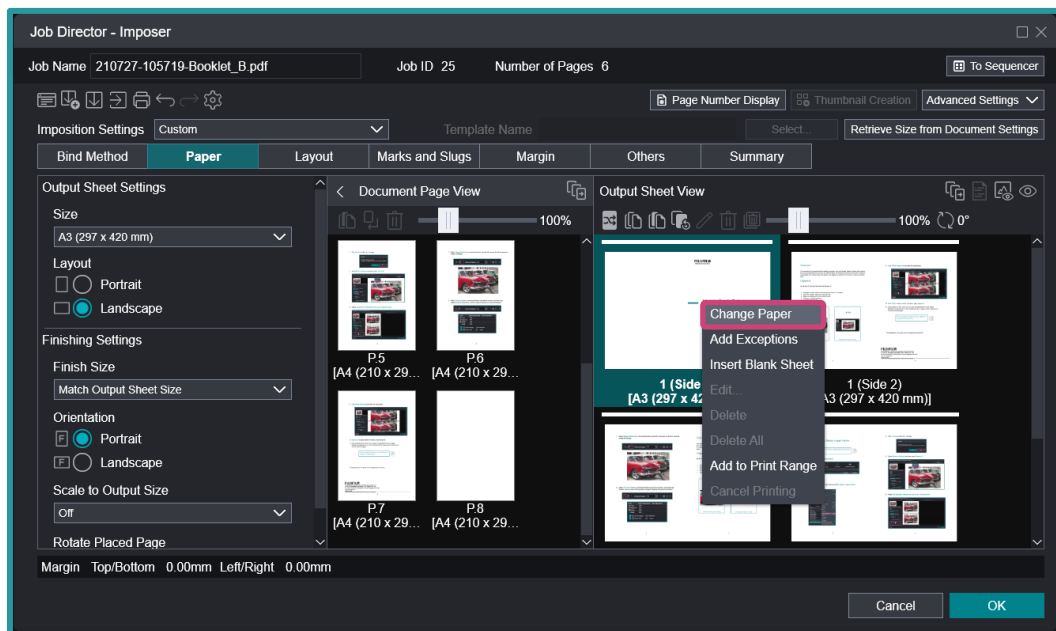 Job Director - Imposer
Job Name 210727-105719-Booklet_B.pdf Job ID 25 Number of Pages 6 To Sequencer
Page Number Display Thumbnail Creation Advanced Settings
Imposition Settings Custom Template Name Select... Retrieve Size from Document Settings
Bind Method Paper Layout Marks and Slugs Margin Others Summary
Output Sheet Settings
Size
A3 (297 x 420 mm)
Layout
Portrait
Landscape
Finishing Settings
Finish Size
Match Output Sheet Size
Orientation
F Portrait
F Landscape
Scale to Output Size
Off
Rotate Placed Page
Document Page View
100%
P.5 P.6
[A4 (210 x 29... [A4 (210 x 29...
P.7 P.8
[A4 (210 x 29... [A4 (210 x 29...
Output Sheet View
100% 0°
FUJIFILM
1 (Side 1 (Side 2)
[A3 (297 x 42 A3 (297 x 420 mm)]
Change Paper
Add Exceptions
Insert Blank Sheet
Edit...
Delete
Delete All
Add to Print Range
Cancel Printing
Margin Top/Bottom 0.00mm Left/Right 0.00mm
Cancel OK